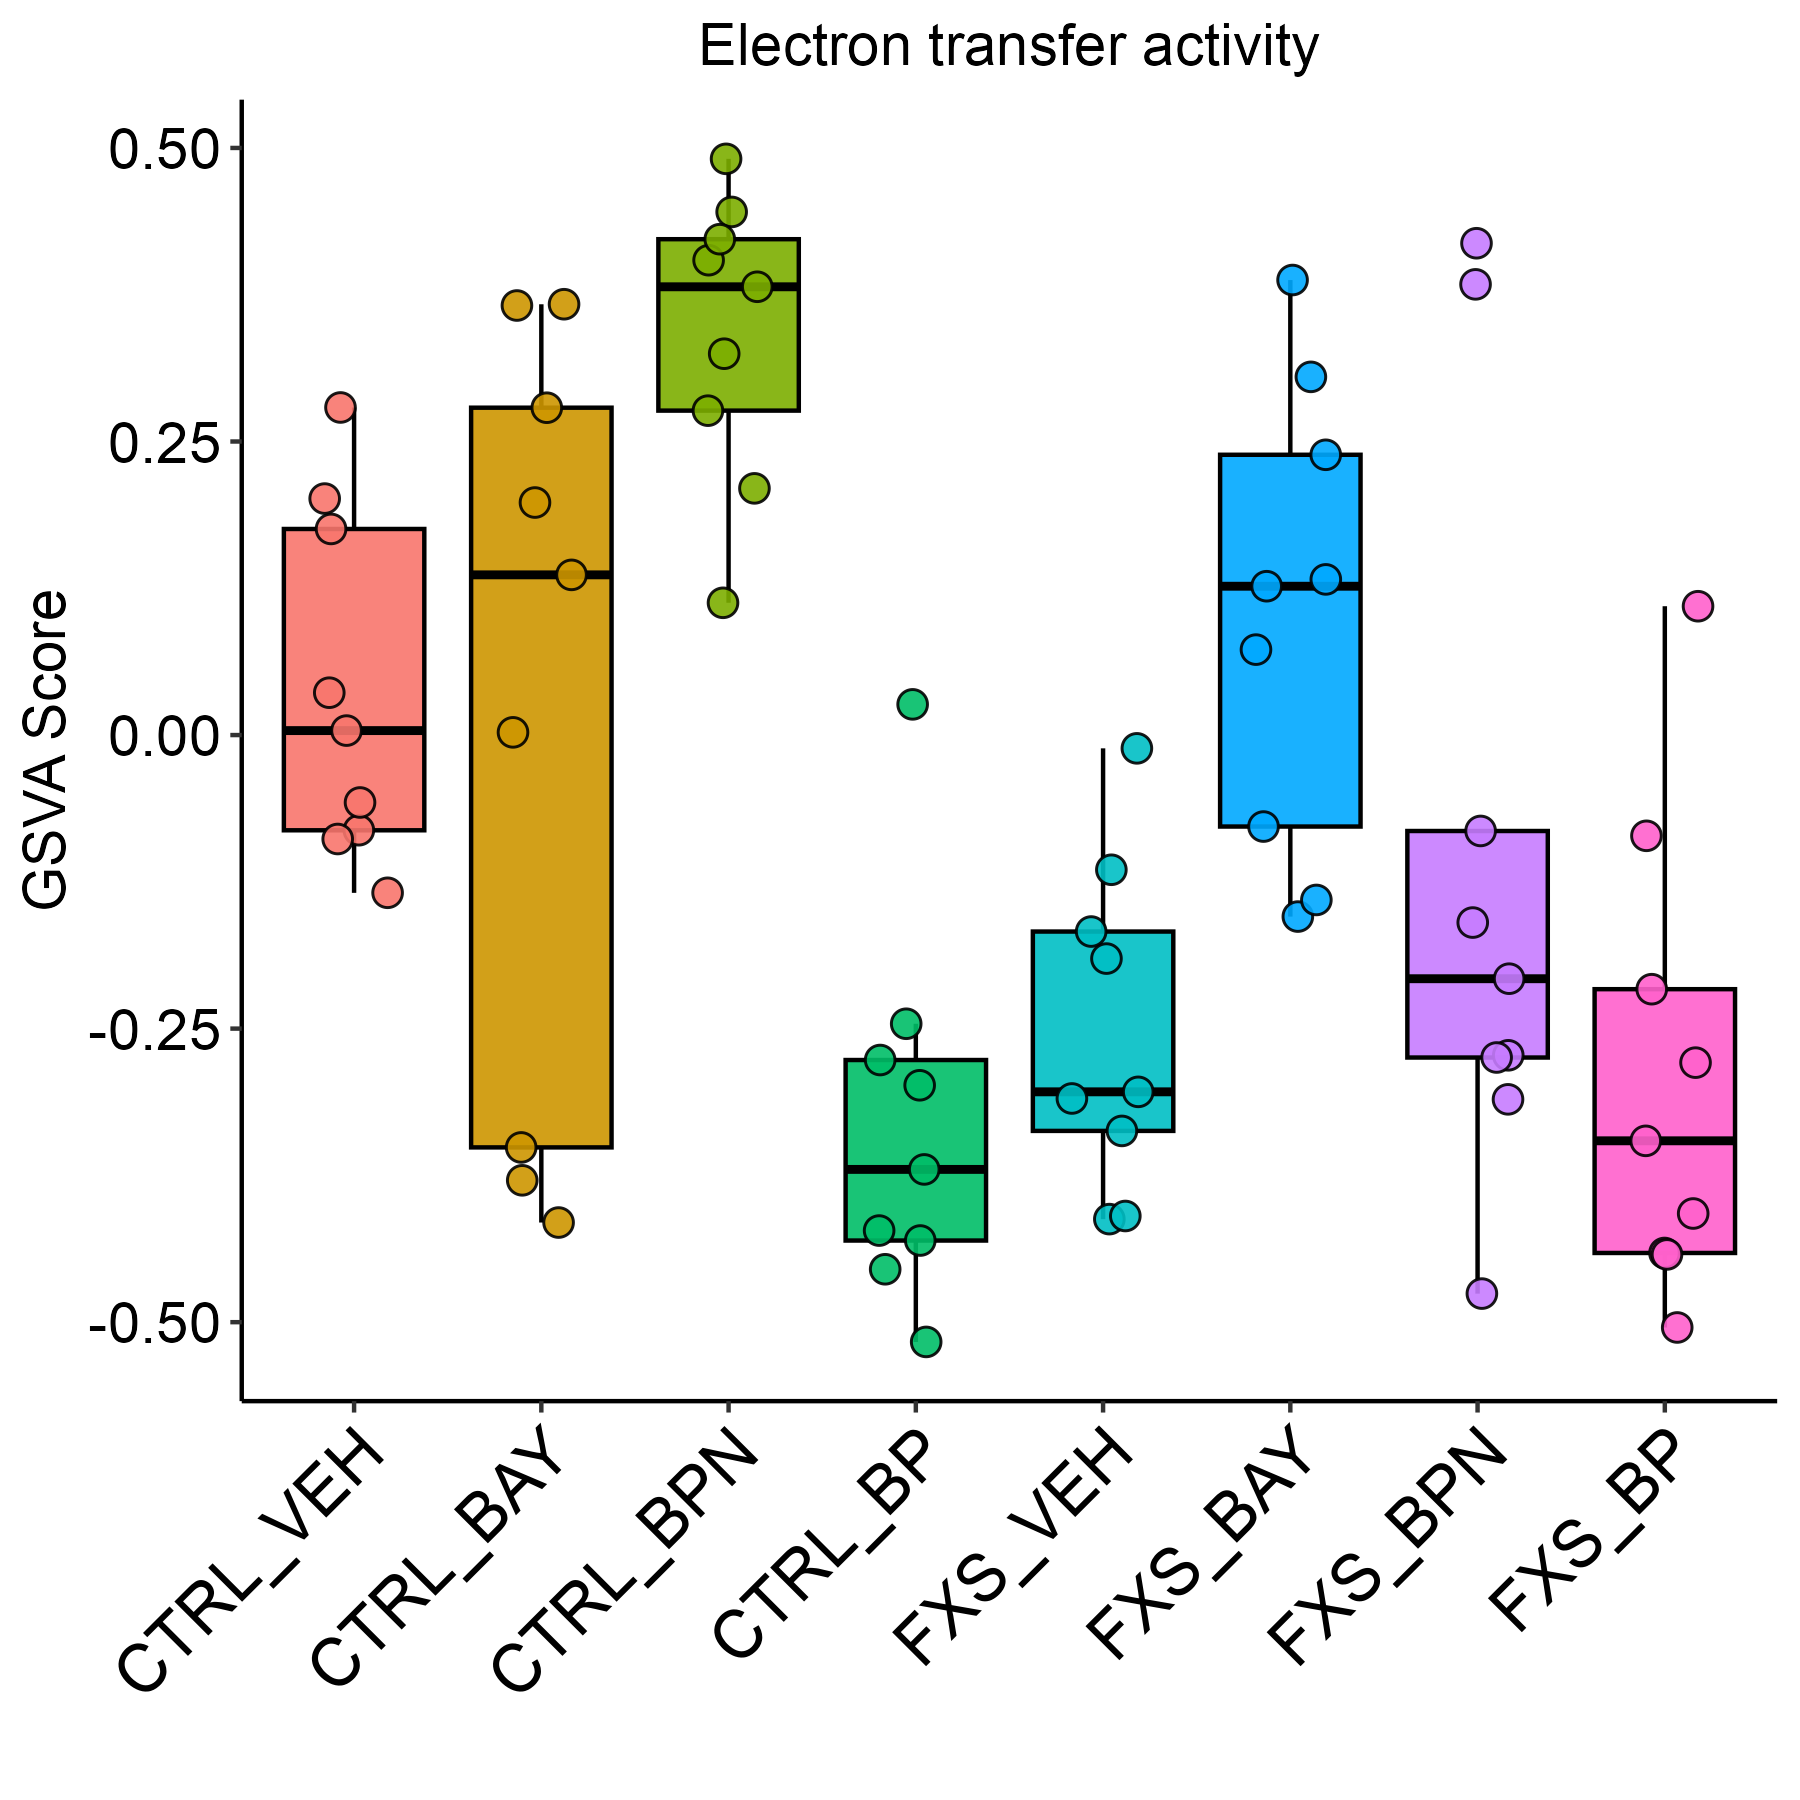 Electron transfer activity
GSVA Score
0.50
0.25
0.00
-0.25
-0.50
CTRL_VEH
CTRL_BAY
CTRL_BPN
CTRL_BP
FXS_VEH
FXS_BAY
FXS_BPN
FXS_BP